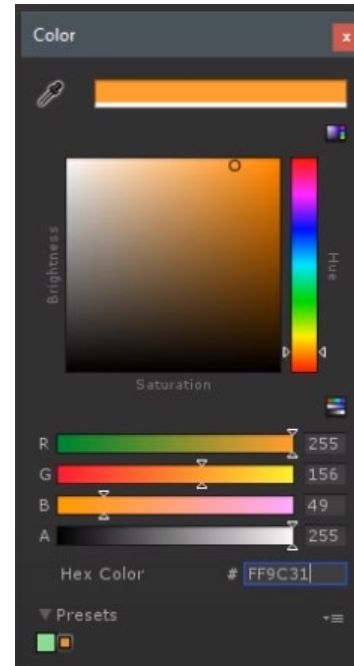 Color
x
Brightness
Hue
Saturation
R 255
G 156
B 49
A 255
Hex Color # FF9C31
Presets